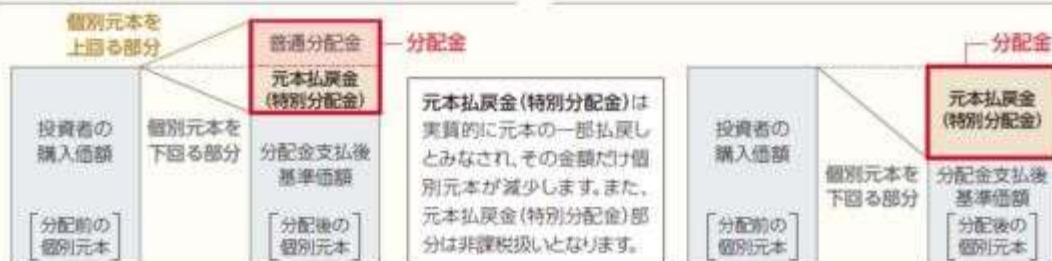 個別元本を
上回る部分
普通分配金
分配金
元本払戻金
(特別分配金)
投資者の
購入価額
個別元本を
下回る部分
分配金支払後
基準価額
[分配前の
個別元本]
[分配後の
個別元本]
元本払戻金(特別分配金)は
実質的に元本の一部払戻し
とみなされ、その金額だけ個
別元本が減少します。また、
元本払戻金(特別分配金)部
分は非課税扱いとなります。
分配金
元本払戻金
(特別分配金)
投資者の
購入価額
個別元本を
下回る部分
分配金支払後
基準価額
[分配前の
個別元本]
[分配後の
個別元本]